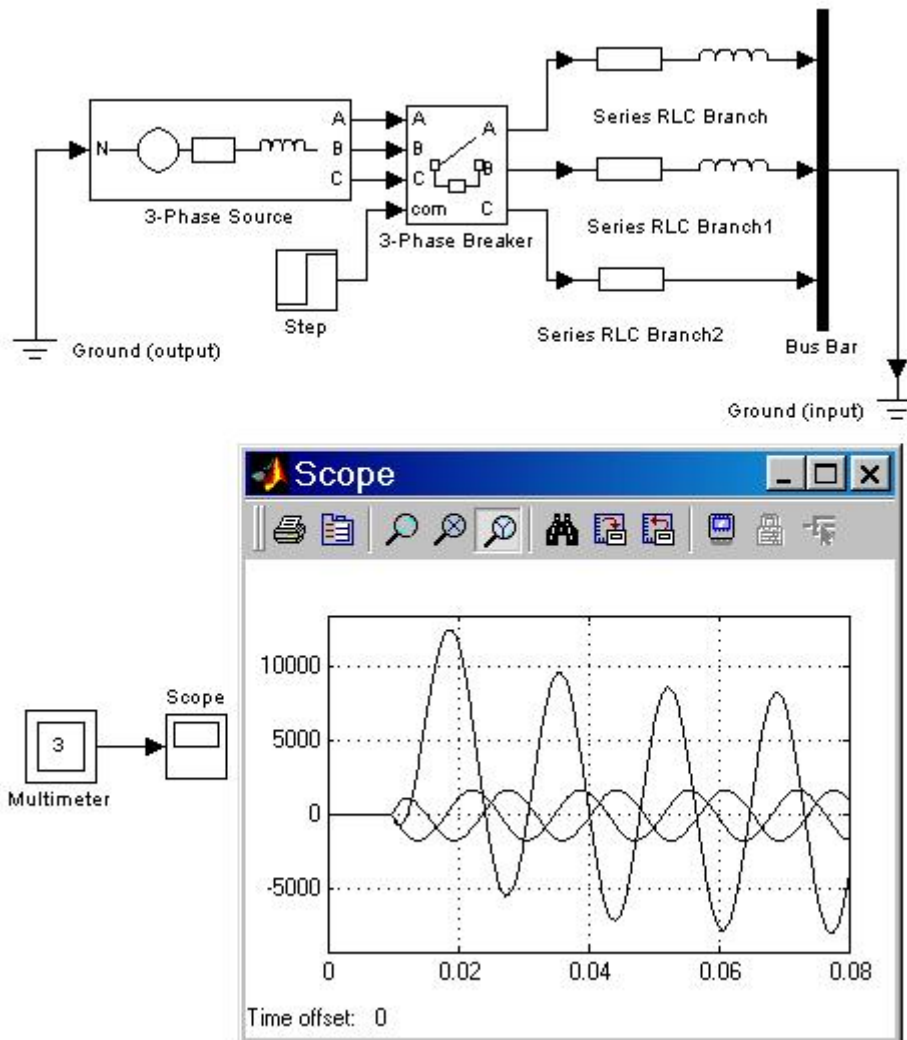 Series RLC Branch
N
A
B
C
3-Phase Source
A
B
C
com
A
B
C
3-Phase Breaker
Series RLC Branch1
Step
Series RLC Branch2
Bus Bar
Ground (output)
Ground (input)
Scope
10000
5000
0
-5000
0
0.02
0.04
0.06
0.08
Time offset: 0
Scope
3
Multimeter